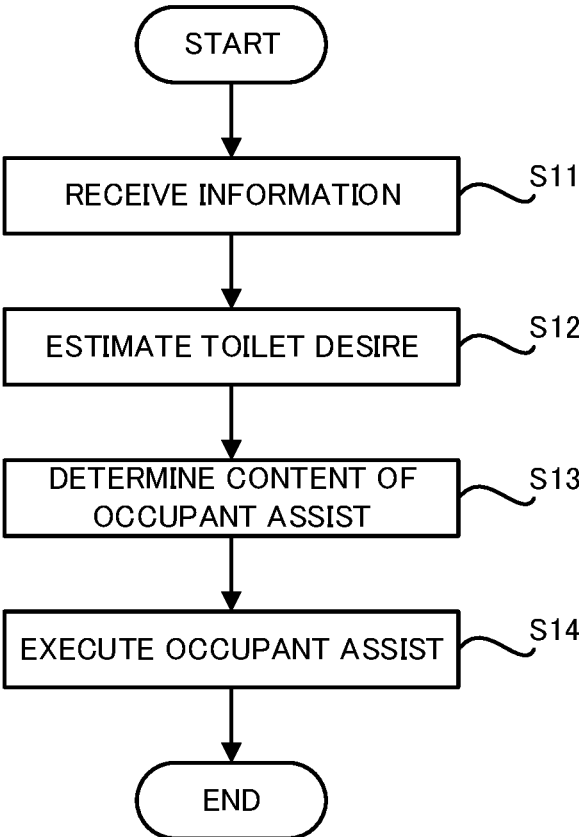 START
RECEIVE INFORMATION
S11
ESTIMATE TOILET DESIRE
S12
DETERMINE CONTENT OF
OCCUPANT ASSIST
S13
EXECUTE OCCUPANT ASSIST
S14
END